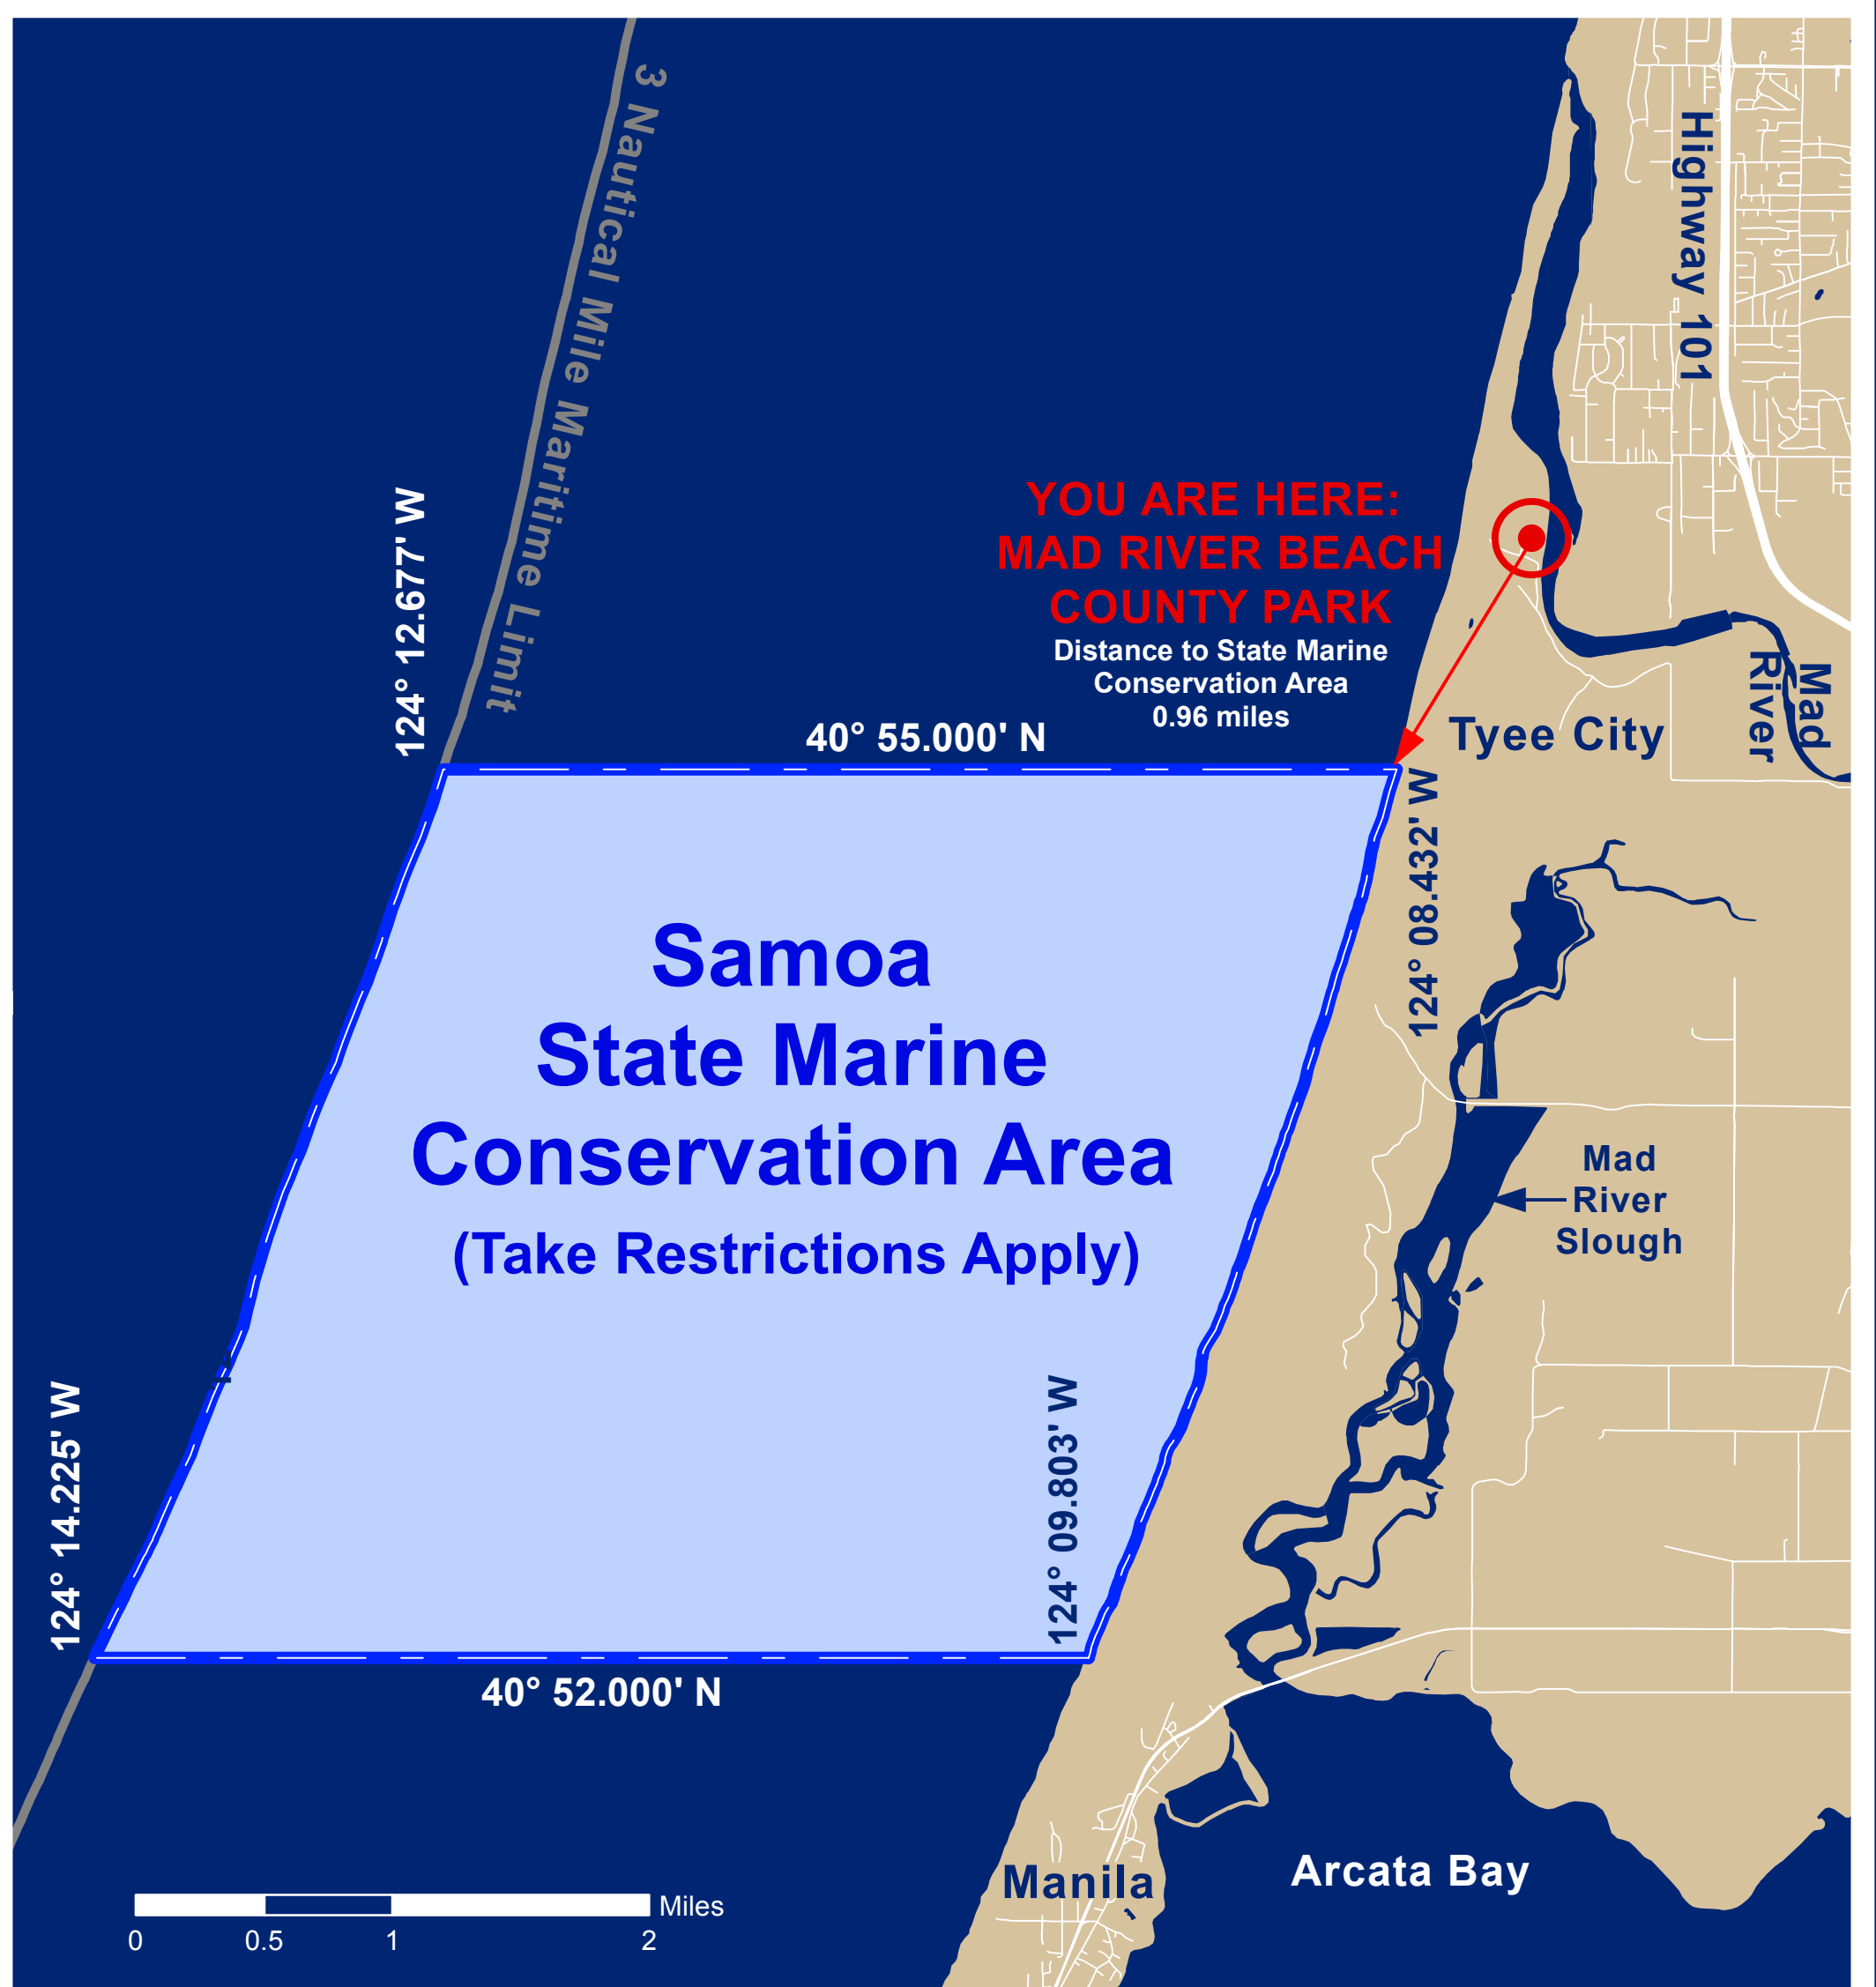 3 Nautical Mile Maritime Limit
Highway 101
124° 12.677' W
YOU ARE HERE:
MAD RIVER BEACH
COUNTY PARK
Distance to State Marine
Conservation Area
0.96 miles
Mad
River
Tyee City
40° 55.000' N
124° 08.432' W
Samoa
State Marine
Conservation Area
(Take Restrictions Apply)
Mad
River
Slough
124° 14.225' W
124° 09.803' W
40° 52.000' N
Manila
Arcata Bay
Miles
0 0.5 1 2